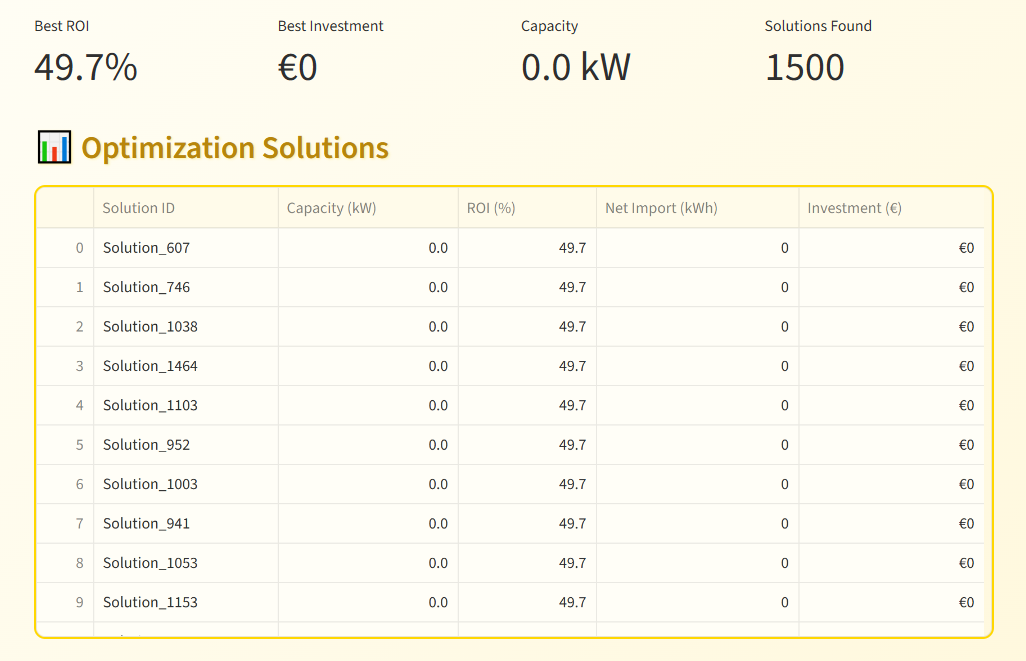 Best ROI Best Investment Capacity Solutions Found
49.7% €0 0.0 kW 1500
Optimization Solutions
Solution ID Capacity (kW) ROI (%) Net Import (kWh) Investment (€)
0 Solution_607 0.0 49.7 0 €0
1 Solution_746 0.0 49.7 0 €0
2 Solution_1038 0.0 49.7 0 €0
3 Solution_1464 0.0 49.7 0 €0
4 Solution_1103 0.0 49.7 0 €0
5 Solution_952 0.0 49.7 0 €0
6 Solution_1003 0.0 49.7 0 €0
7 Solution_941 0.0 49.7 0 €0
8 Solution_1053 0.0 49.7 0 €0
9 Solution_1153 0.0 49.7 0 €0